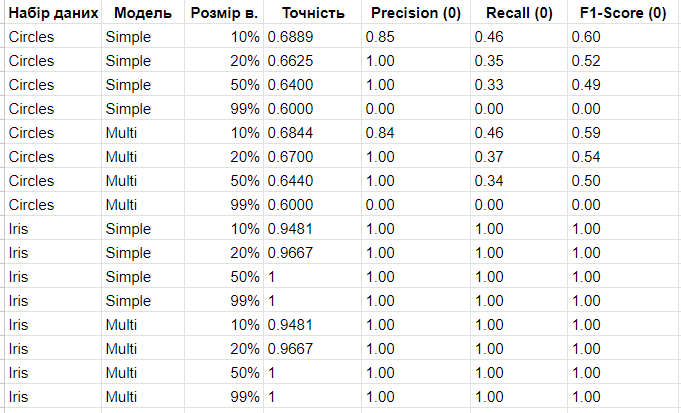 Набір даних Модель Розмір в. Точність Precision (0) Recall (0) F1-Score (0)
Circles Simple 10% 0.6889 0.85 0.46 0.60
Circles Simple 20% 0.6625 1.00 0.35 0.52
Circles Simple 50% 0.6400 1.00 0.33 0.49
Circles Simple 99% 0.6000 0.00 0.00 0.00
Circles Multi 10% 0.6844 0.84 0.46 0.59
Circles Multi 20% 0.6700 1.00 0.37 0.54
Circles Multi 50% 0.6440 1.00 0.34 0.50
Circles Multi 99% 0.6000 0.00 0.00 0.00
Iris Simple 10% 0.9481 1.00 1.00 1.00
Iris Simple 20% 0.9667 1.00 1.00 1.00
Iris Simple 50% 1 1.00 1.00 1.00
Iris Simple 99% 1 1.00 1.00 1.00
Iris Multi 10% 0.9481 1.00 1.00 1.00
Iris Multi 20% 0.9667 1.00 1.00 1.00
Iris Multi 50% 1 1.00 1.00 1.00
Iris Multi 99% 1 1.00 1.00 1.00